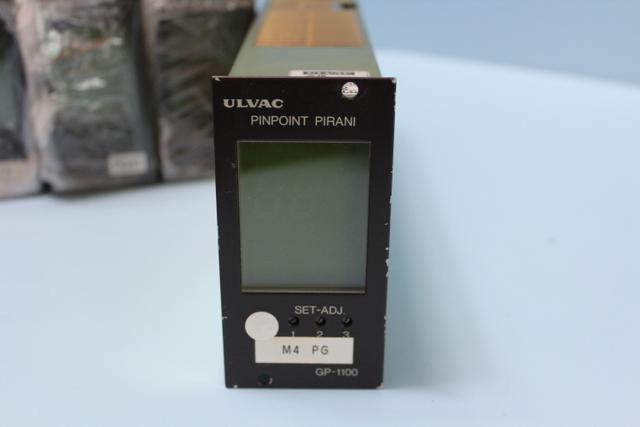 ULVAC
PINPOINT PIRANI
SET-ADJ.
1 2 3
M4 PG
GP-1100